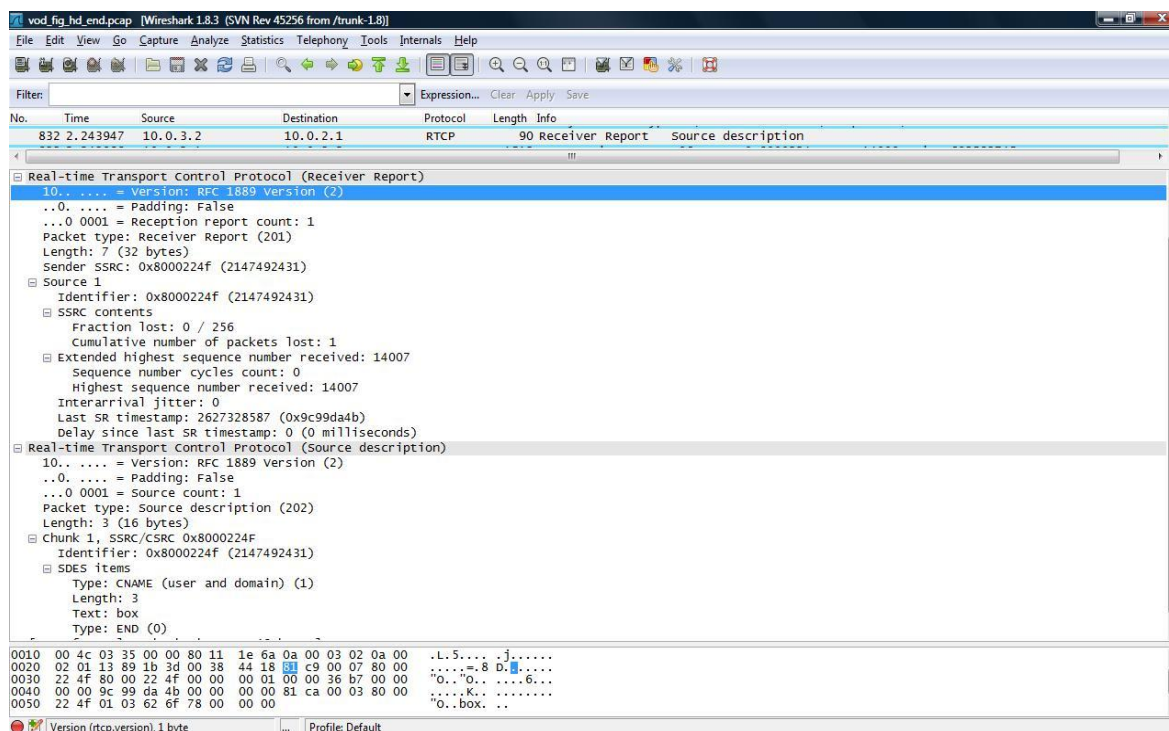 vod_fig_hd_end.pcap [Wireshark 1.8.3 (SVN Rev 45256 from /trunk-1.8)]
File Edit View Go Capture Analyze Statistics Telephony Tools Internals Help
Filter: Expression... Clear Apply Save
No. Time Source Destination Protocol Length Info
832 2.243947 10.0.3.2 10.0.2.1 RTCP 90 Receiver Report Source description
Real-time Transport Control Protocol (Receiver Report)
10.. .... = Version: RFC 1889 Version (2)
..0. .... = Padding: False
...0 0001 = Reception report count: 1
Packet type: Receiver Report (201)
Length: 7 (32 bytes)
Sender SSRC: 0x8000224f (2147492431)
Source 1
Identifier: 0x8000224f (2147492431)
SSRC contents
Fraction lost: 0 / 256
Cumulative number of packets lost: 1
Extended highest sequence number received: 14007
Sequence number cycles count: 0
Highest sequence number received: 14007
Interarrival jitter: 0
Last SR timestamp: 2627328587 (0x9c99da4b)
Delay since last SR timestamp: 0 (0 milliseconds)
Real-time Transport Control Protocol (Source description)
10.. .... = Version: RFC 1889 Version (2)
..0. .... = Padding: False
...0 0001 = Source count: 1
Packet type: Source description (202)
Length: 3 (16 bytes)
Chunk 1, SSRC/CSRC 0x8000224F
Identifier: 0x8000224f (2147492431)
SDES items
Type: CNAME (user and domain) (1)
Length: 3
Text: box
Type: END (0)
0010 00 4c 03 35 00 00 80 11 1e 6a 0a 00 03 02 0a 00 .L.5.... .j......
0020 02 01 13 89 1b 3d 00 38 44 18 81 c9 00 07 80 00 .....=.8 D.......
0030 22 4f 80 00 22 4f 00 00 00 01 00 00 36 b7 00 00 "O.."O.. ....6...
0040 00 00 9c 99 da 4b 00 00 00 00 81 ca 00 03 80 00 .....K.. ........
0050 22 4f 01 03 62 6f 78 00 00 00 "O..box. ..
Version (rtcp.version), 1 byte ... Profile: Default